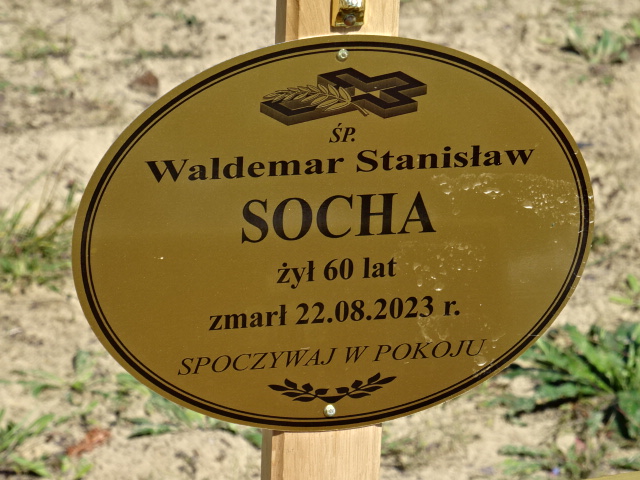 ŚP.
Waldemar Stanisław
SOCHA
żył 60 lat
zmarł 22.08.2023 r.
SPOCZYWAJ W POKOJU